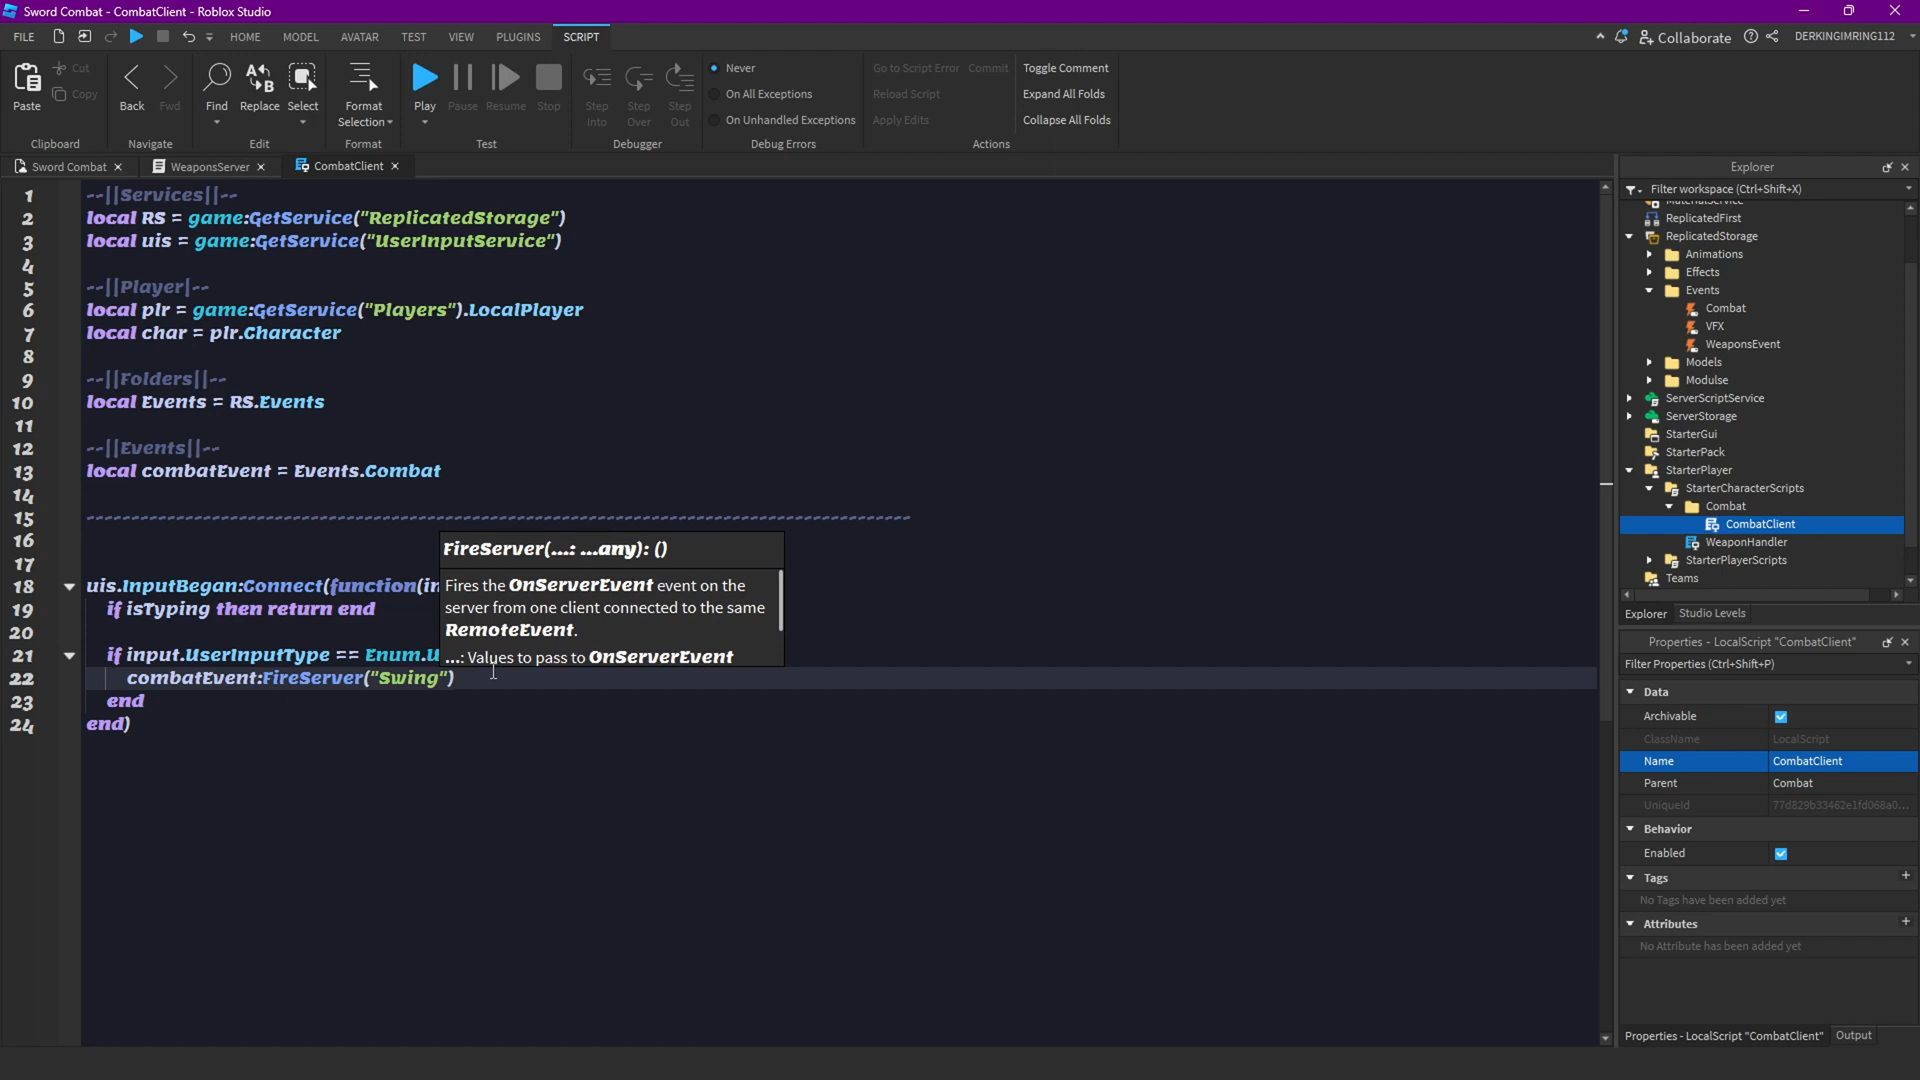 Sword Combat - CombatClient - Roblox Studio
FILE
HOME
MODEL
AVATAR
TEST
VIEW
PLUGINS
SCRIPT
Collaborate
DERKINGIMRING112
Paste
Cut
Copy
Clipboard
Back
Fwd
Navigate
Find
Replace
Select
Edit
Format
Selection
Format
Play
Pause
Resume
Stop
Test
Step
Into
Step
Over
Step
Out
Debugger
Never
On All Exceptions
On Unhandled Exceptions
Debug Errors
Go to Script Error
Commit
Reload Script
Apply Edits
Toggle Comment
Expand All Folds
Collapse All Folds
Actions
Sword Combat
WeaponsServer
CombatClient
1 --||Services||--
2 local RS = game:GetService("ReplicatedStorage")
3 local uis = game:GetService("UserInputService")
4
5 --||Player|--
6 local plr = game:GetService("Players").LocalPlayer
7 local char = plr.Character
8
9 --||Folders||--
10 local Events = RS.Events
11
12 --||Events||--
13 local combatEvent = Events.Combat
14
15
16
17
18 uis.InputBegan:Connect(function(in
19 if isTyping then return end
20
21 if input.UserInputType == Enum.U
22 combatEvent:FireServer("Swing")
23 end
24 end)
FireServer(...: ...any): ()
Fires the OnServerEvent event on the
server from one client connected to the same
RemoteEvent.
...: Values to pass to OnServerEvent
Explorer
Filter workspace (Ctrl+Shift+X)
MaterialService
ReplicatedFirst
ReplicatedStorage
Animations
Effects
Events
Combat
VFX
WeaponsEvent
Models
Modulse
ServerScriptService
ServerStorage
StarterGui
StarterPack
StarterPlayer
StarterCharacterScripts
Combat
CombatClient
WeaponHandler
StarterPlayerScripts
Teams
Explorer
Studio Levels
Properties - LocalScript "CombatClient"
Filter Properties (Ctrl+Shift+P)
Data
Archivable
ClassName LocalScript
Name CombatClient
Parent Combat
UniqueId 77d829b33462e1fd068a0...
Behavior
Enabled
Tags
No Tags have been added yet
Attributes
No Attribute has been added yet
Properties - LocalScript "CombatClient"
Output